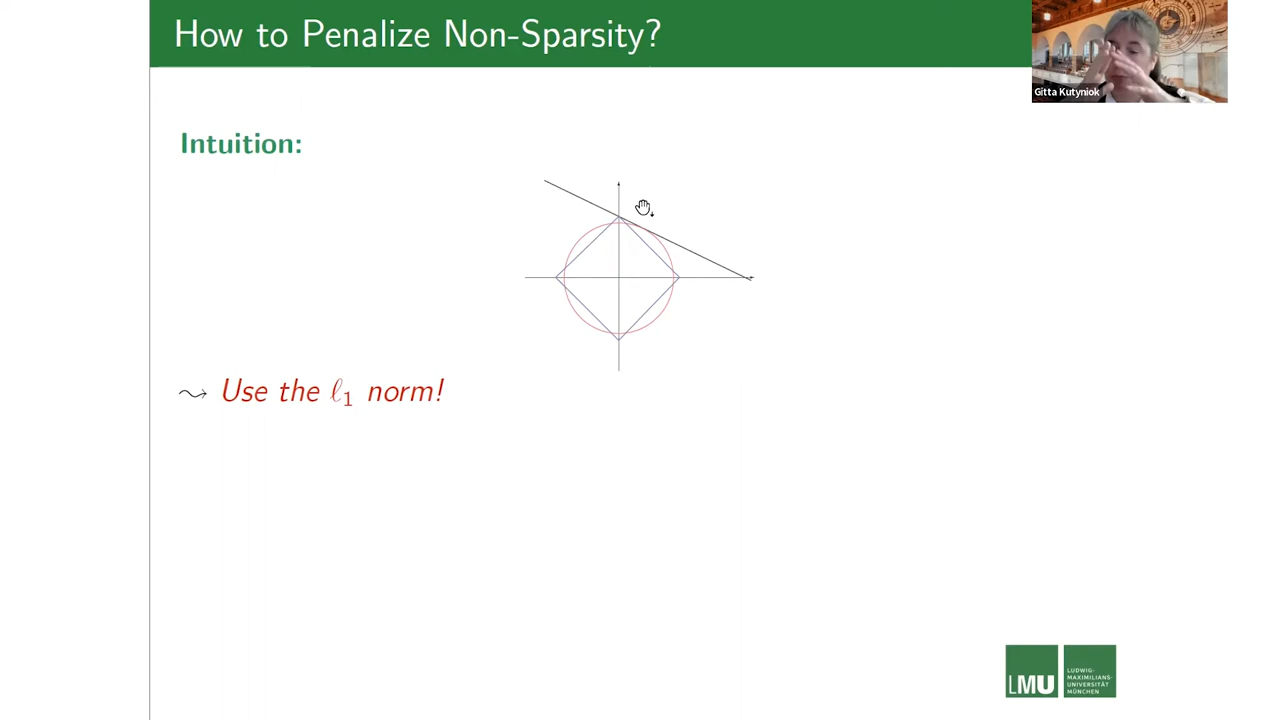 How to Penalize Non-Sparsity?
Gitta Kutyniok
Intuition:
⤳ Use the ℓ₁ norm!
LMU
LUDWIG-
MAXIMILIANS-
UNIVERSITÄT
MÜNCHEN